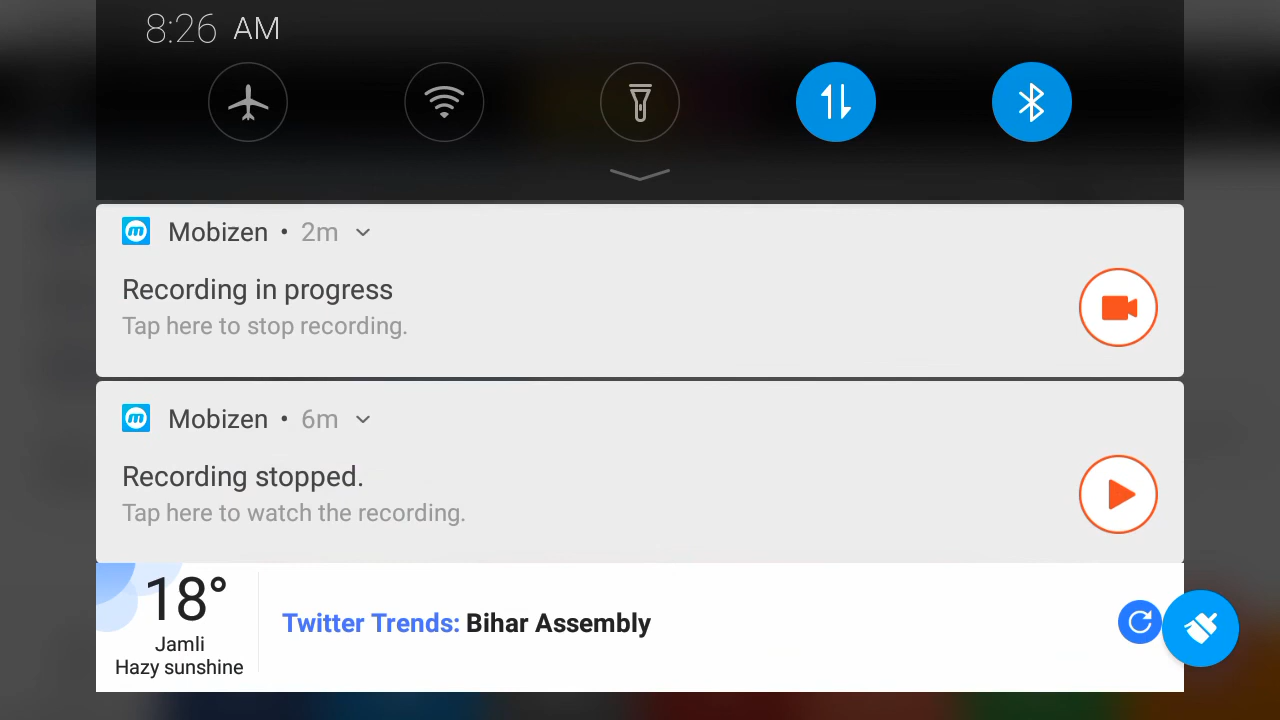 8:26 AM
Mobizen • 2m
Recording in progress
Tap here to stop recording.
Mobizen • 6m
Recording stopped.
Tap here to watch the recording.
18°
Jamli
Hazy sunshine
Twitter Trends: Bihar Assembly